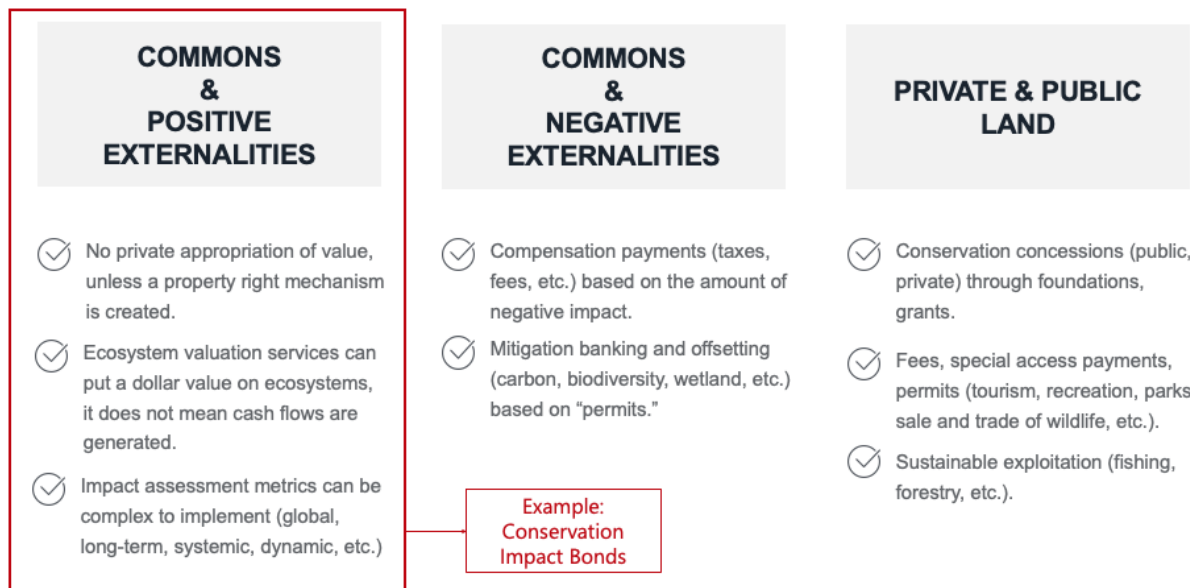 COMMONS
&
POSITIVE
EXTERNALITIES
No private appropriation of value,
unless a property right mechanism
is created.
Ecosystem valuation services can
put a dollar value on ecosystems,
it does not mean cash flows are
generated.
Impact assessment metrics can be
complex to implement (global,
long-term, systemic, dynamic, etc.)
COMMONS
&
NEGATIVE
EXTERNALITIES
Compensation payments (taxes,
fees, etc.) based on the amount of
negative impact.
Mitigation banking and offsetting
(carbon, biodiversity, wetland, etc.)
based on “permits.”
Example:
Conservation
Impact Bonds
PRIVATE & PUBLIC
LAND
Conservation concessions (public,
private) through foundations,
grants.
Fees, special access payments,
permits (tourism, recreation, parks
sale and trade of wildlife, etc.).
Sustainable exploitation (fishing,
forestry, etc.).